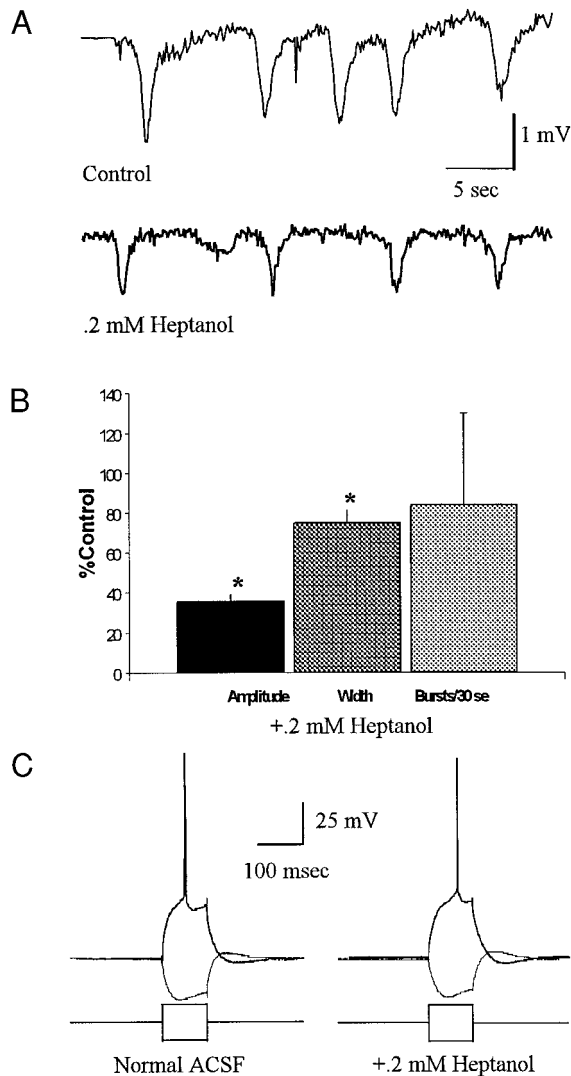 A
1 mV
Control
5 sec
.2 mM Heptanol
B
140
120
100
80
60
40
20
0
%Control
*
*
Amplitude
Width
Bursts/30 se
+.2 mM Heptanol
C
25 mV
100 msec
Normal ACSF
+.2 mM Heptanol